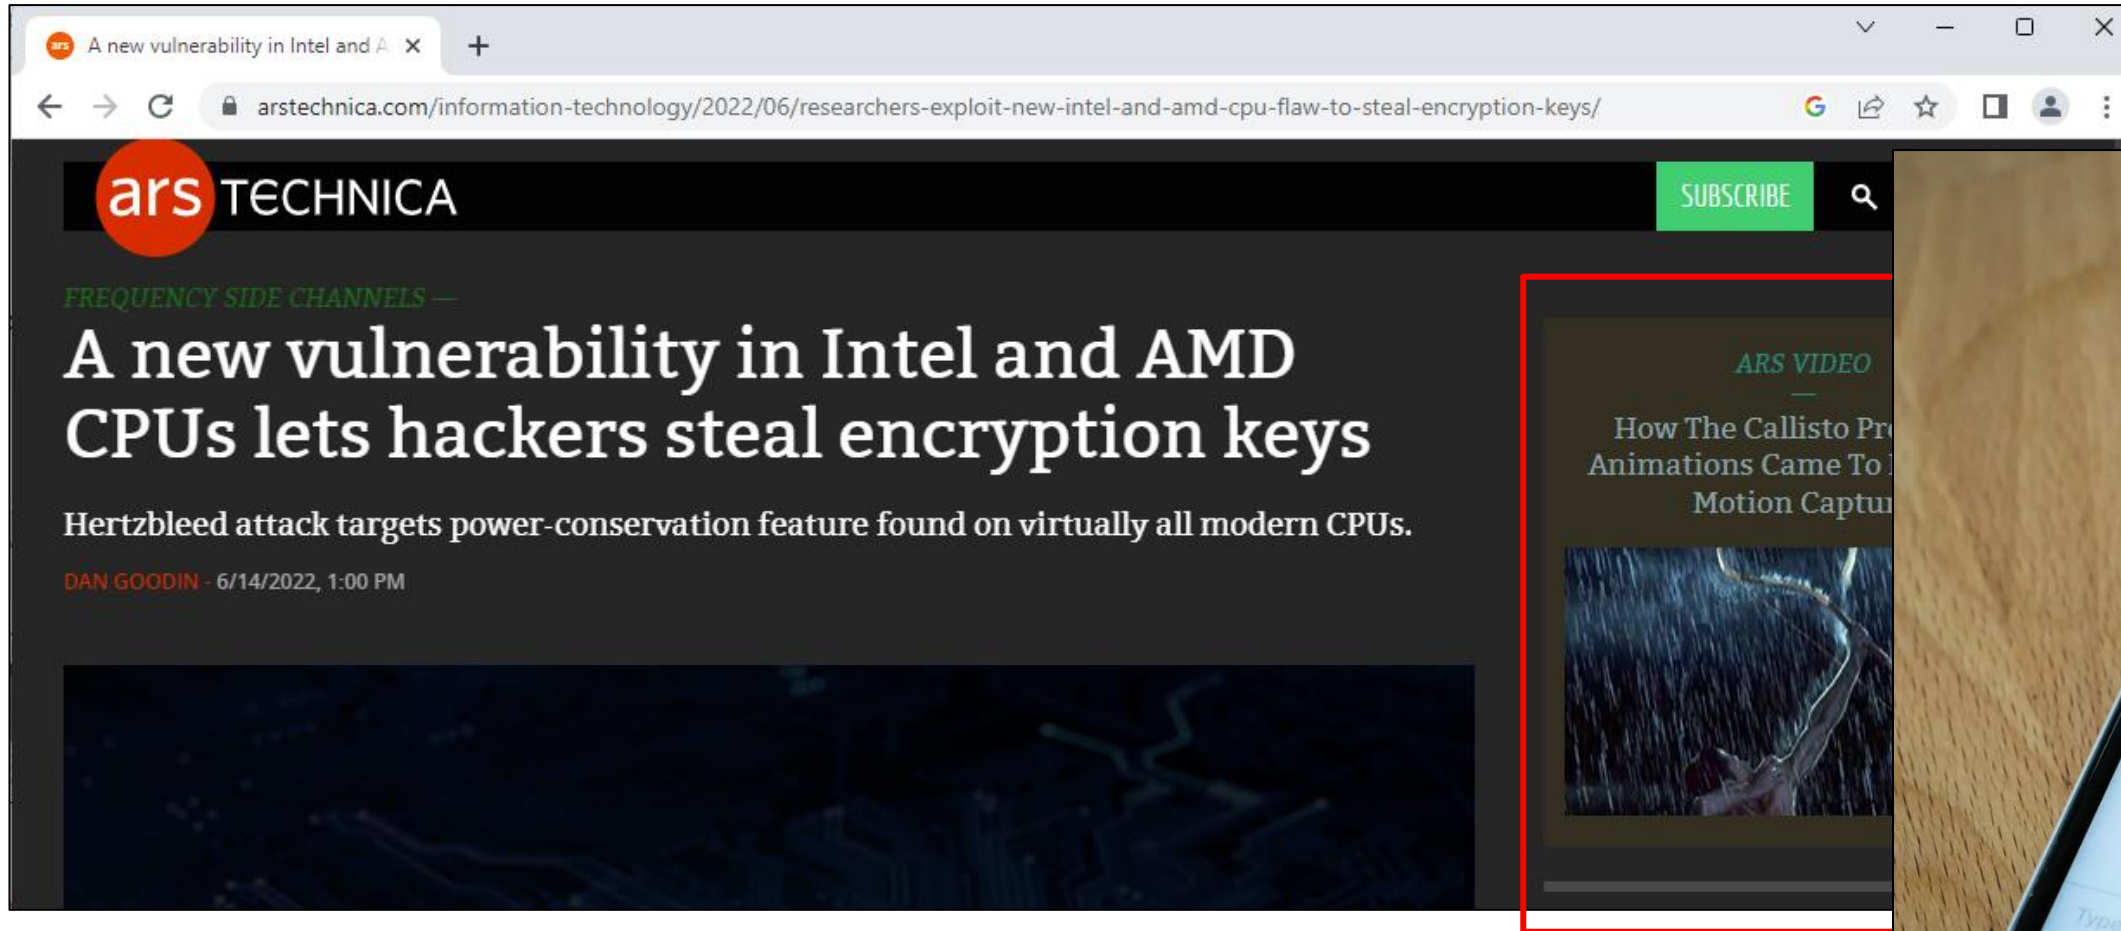 A new vulnerability in Intel and A
arstechnica.com/information-technology/2022/06/researchers-exploit-new-intel-and-amd-cpu-flaw-to-steal-encryption-keys/
ars TECHNICA
SUBSCRIBE
FREQUENCY SIDE CHANNELS —
A new vulnerability in Intel and AMD
CPUs lets hackers steal encryption keys
Hertzbleed attack targets power-conservation feature found on virtually all modern CPUs.
DAN GOODIN - 6/14/2022, 1:00 PM
ARS VIDEO
How The Callisto Pro
Animations Came To
Motion Captur
Type